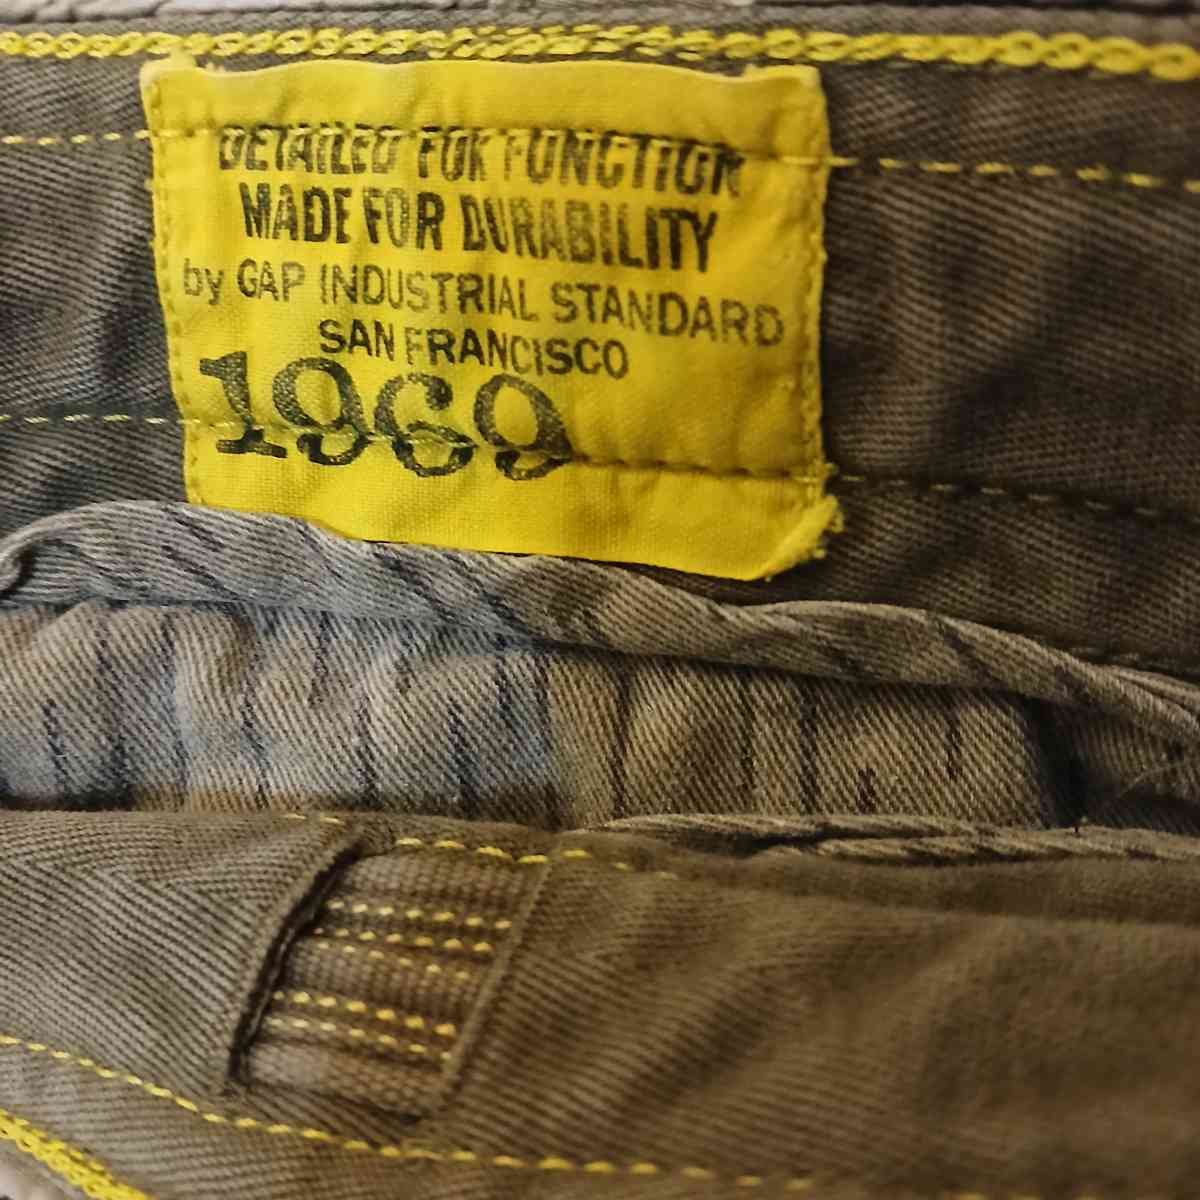 DETAILED FOR FUNCTION
MADE FOR DURABILITY
by GAP INDUSTRIAL STANDARD
SAN FRANCISCO
1969